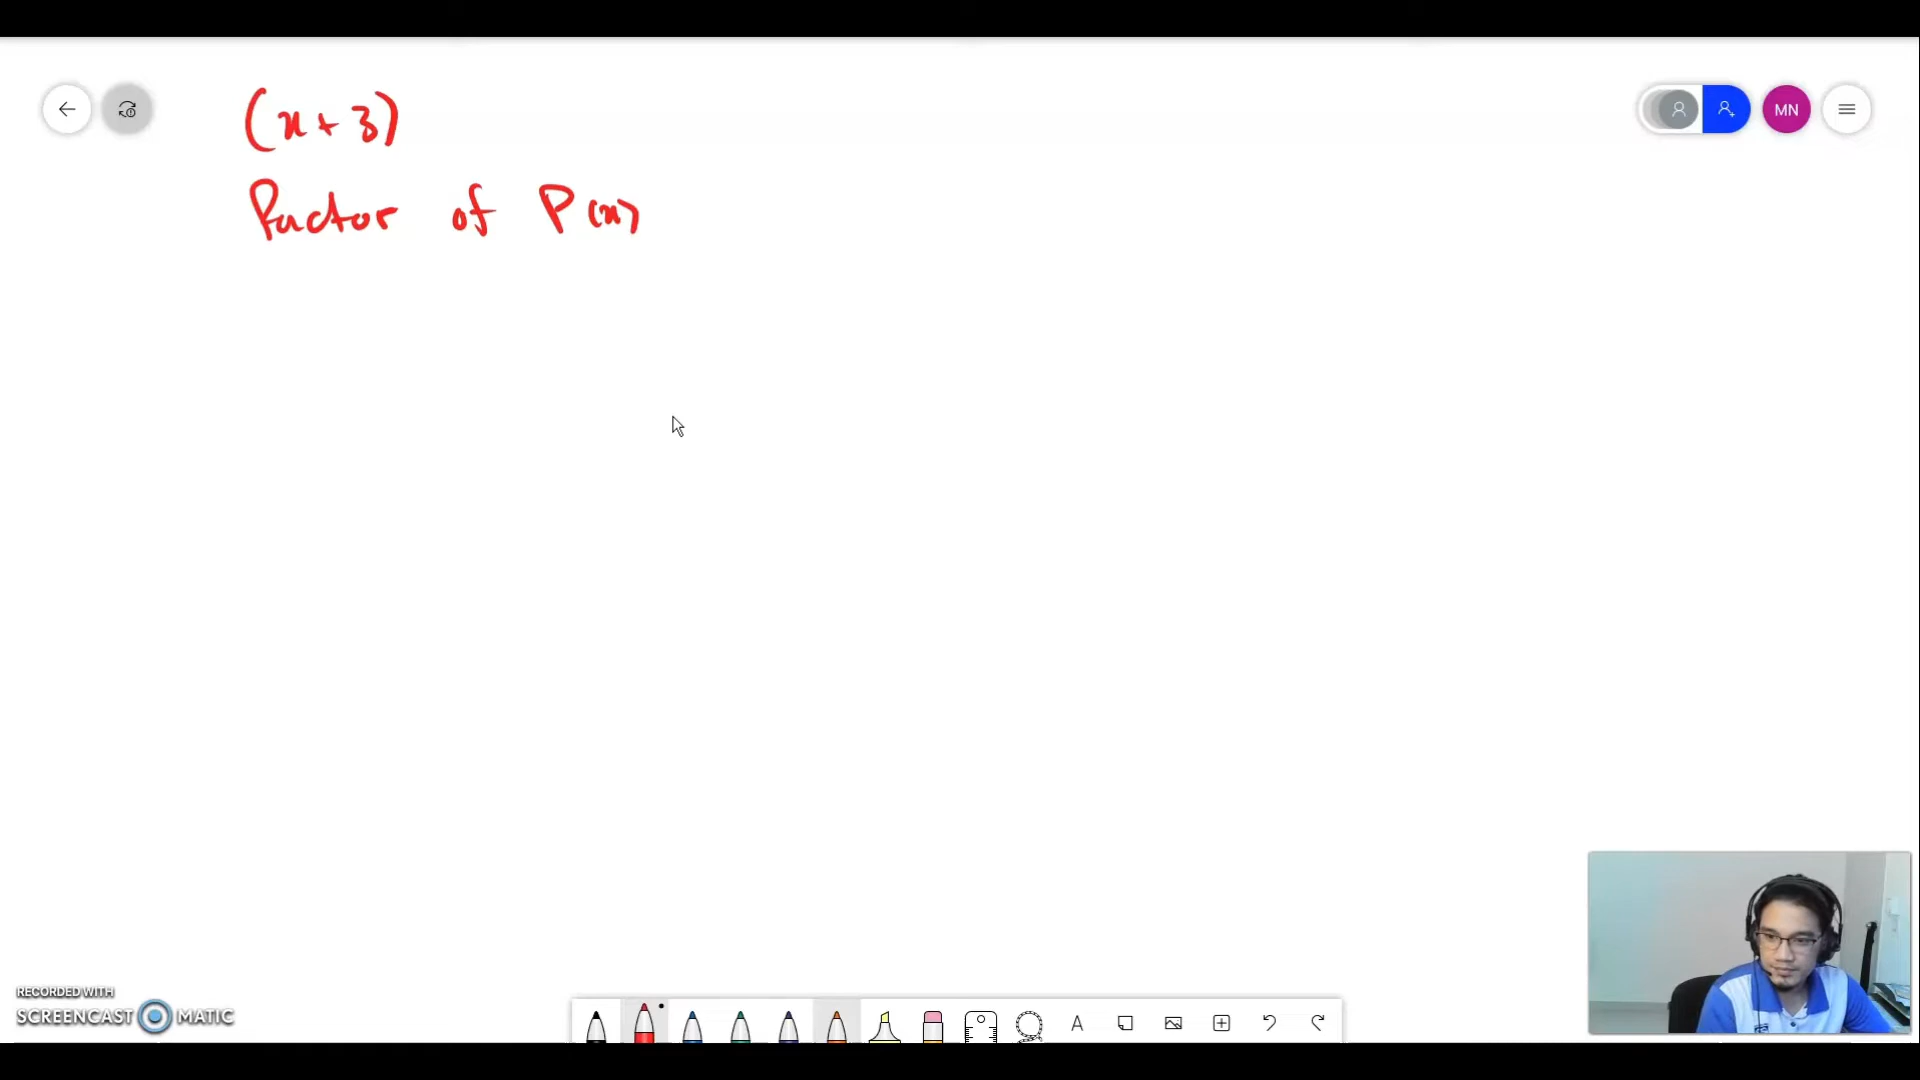 (x + 3)
MN
Factor of P(x)
A
RECORDED WITH
SCREENCAST MATIC